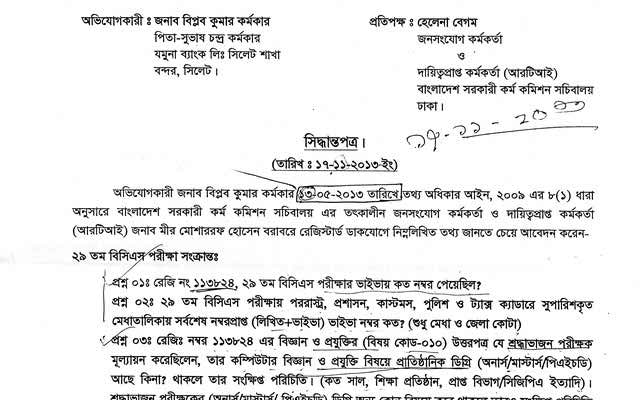 অভিযোগকারী : জনাব বিপ্লব কুমার কর্মকার
পিতা-সুভাষ চন্দ্র কর্মকার
যমুনা ব্যাংক লিঃ সিলেট শাখা
বন্দর, সিলেট।
প্রতিপক্ষ : হেলেনা বেগম
জনসংযোগ কর্মকর্তা
ও
দায়িত্বপ্রাপ্ত কর্মকর্তা (আরটিআই)
বাংলাদেশ সরকারী কর্ম কমিশন সচিবালয়
ঢাকা।
সিদ্ধান্তপত্র।
(তারিখ : ১৭-১১-২০১৩-ইং)
অভিযোগকারী জনাব বিপ্লব কুমার কর্মকার ১৩-০৫-২০১৩ তারিখে তথ্য অধিকার আইন, ২০০৯ এর ৮(১) ধারা
অনুসারে বাংলাদেশ সরকারী কর্ম কমিশন সচিবালয় এর তৎকালীন জনসংযোগ কর্মকর্তা ও দায়িত্বপ্রাপ্ত কর্মকর্তা
(আরটিআই) জনাব মীর মোশাররফ হোসেন বরাবরে রেজিস্টার্ড ডাকযোগে নিম্নলিখিত তথ্য জানতে চেয়ে আবেদন করেন-
২৯ তম বিসিএস পরীক্ষা সংক্রান্তঃ
প্রশ্ন ০১ঃ রেজি নং ১১৩৮২৪, ২৯ তম বিসিএস পরীক্ষার ভাইভায় কত নম্বর পেয়েছিল?
প্রশ্ন ০২ঃ ২৯ তম বিসিএস পরীক্ষায় পররাস্ট্র, প্রশাসন, কাস্টমস, পুলিশ ও ট্যাক্স ক্যাডারে সুপারিশকৃত
মেধাতালিকায় সর্বশেষ নম্বরপ্রাপ্ত (লিখিত+ভাইভা) ভাইভা নম্বর কত? (শুধু মেধা ও জেলা কোটা)
প্রশ্ন ০৩ঃ রেজিঃ নম্বর ১১৩৮২৪ এর বিজ্ঞান ও প্রযুক্তির (বিষয় কোড-০১০) উত্তরপত্র যে শ্রদ্ধাভাজন পরীক্ষক
মূল্যায়ন করেছিলেন, তার কম্পিউটার বিজ্ঞান ও প্রযুক্তি বিষয়ে প্রাতিষ্ঠানিক ডিগ্রি (অনার্স/মাস্টার্স/পিএইচডি)
আছে কিনা? থাকলে তার সংক্ষিপ্ত পরিচিতি। (কত সাল, শিক্ষা প্রতিষ্ঠান, প্রাপ্ত বিভাগ/সিজিপিএ ইত্যাদি)।